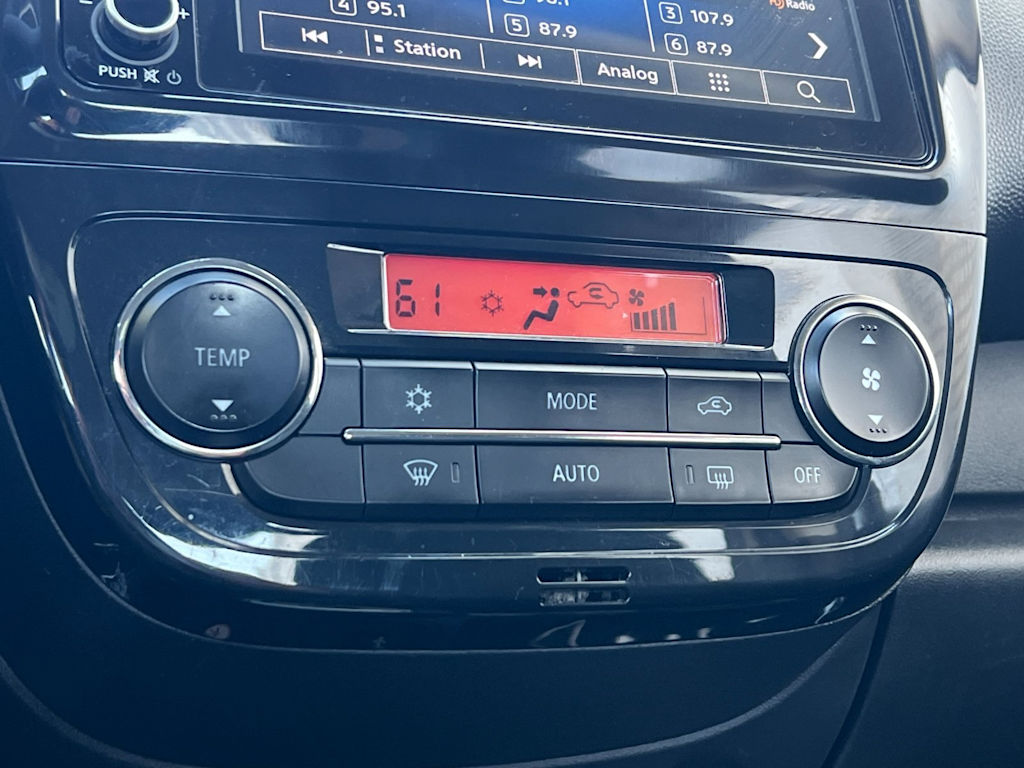 4 95.1
5 87.9
3 107.9
6 87.9
HD Radio
PUSH
Station
Analog
61
TEMP
MODE
AUTO
OFF